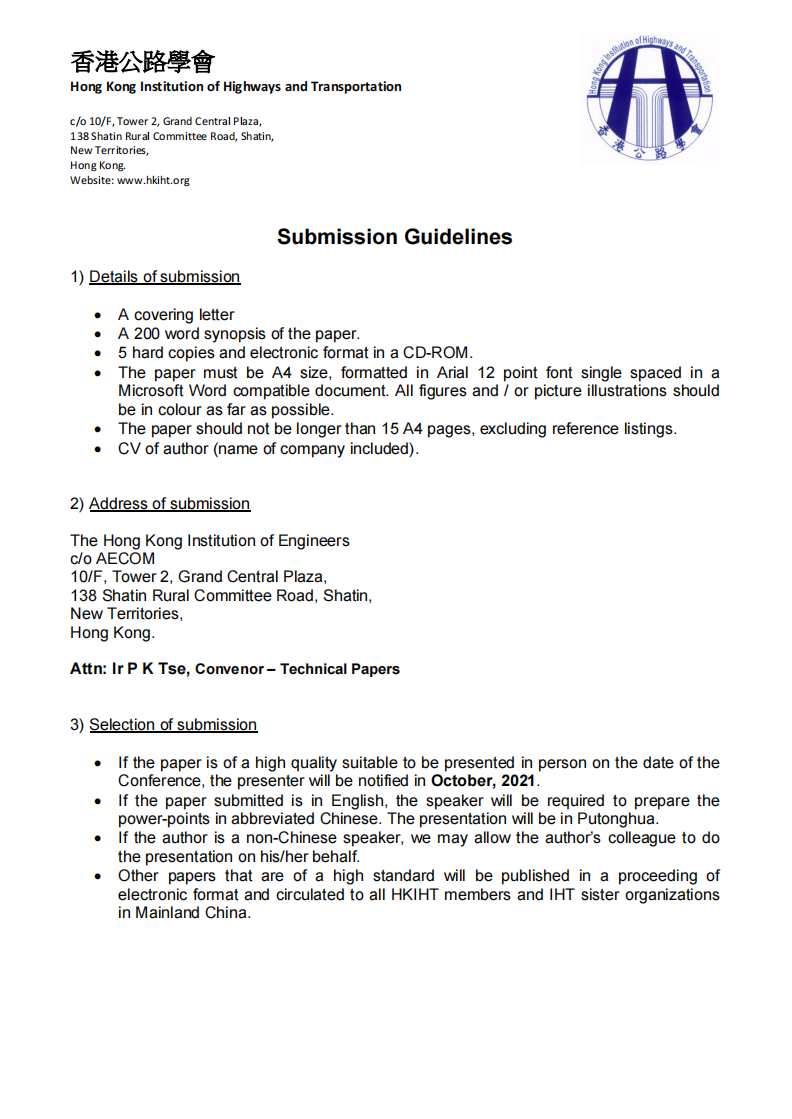 香港公路學會
Hong Kong Institution of Highways and Transportation
c/o 10/F, Tower 2, Grand Central Plaza,
138 Shatin Rural Committee Road, Shatin,
New Territories,
Hong Kong.
Website: www.hkiht.org
Hong Kong Institution of Highways and Transportation
香港公路學會
Submission Guidelines
1) Details of submission
• A covering letter
• A 200 word synopsis of the paper.
• 5 hard copies and electronic format in a CD-ROM.
• The paper must be A4 size, formatted in Arial 12 point font single spaced in a
Microsoft Word compatible document. All figures and / or picture illustrations should
be in colour as far as possible.
• The paper should not be longer than 15 A4 pages, excluding reference listings.
• CV of author (name of company included).
2) Address of submission
The Hong Kong Institution of Engineers
c/o AECOM
10/F, Tower 2, Grand Central Plaza,
138 Shatin Rural Committee Road, Shatin,
New Territories,
Hong Kong.
Attn: Ir P K Tse, Convenor – Technical Papers
3) Selection of submission
• If the paper is of a high quality suitable to be presented in person on the date of the
Conference, the presenter will be notified in October, 2021.
• If the paper submitted is in English, the speaker will be required to prepare the
power-points in abbreviated Chinese. The presentation will be in Putonghua.
• If the author is a non-Chinese speaker, we may allow the author's colleague to do
the presentation on his/her behalf.
• Other papers that are of a high standard will be published in a proceeding of
electronic format and circulated to all HKIHT members and IHT sister organizations
in Mainland China.